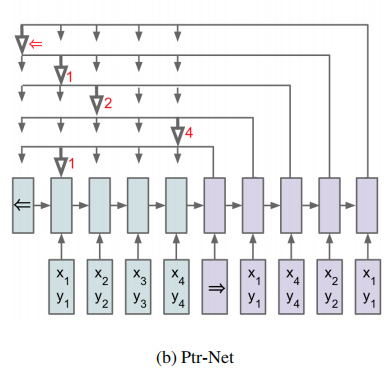 ⇐
1
2
4
1
⇐
x1 x2 x3 x4 ⇒ x1 x4 x2 x1
y1 y2 y3 y4 y1 y4 y2 y1
(b) Ptr-Net